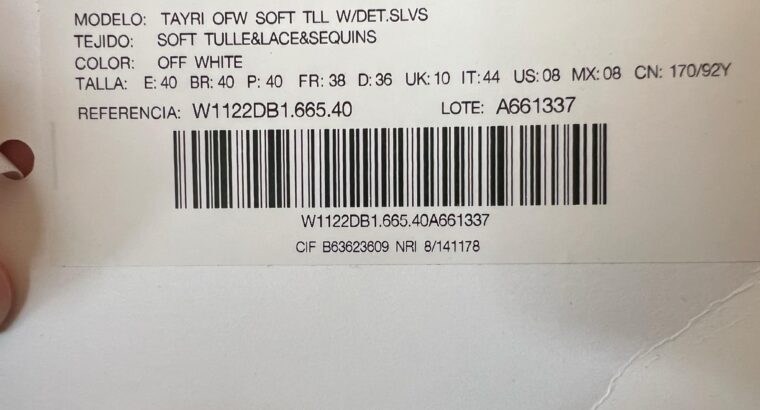 MODELO: TAYRI OFW SOFT TLL W/DET.SLVS
TEJIDO: SOFT TULLE&LACE&SEQUINS
COLOR: OFF WHITE
TALLA: E:40 BR:40 P:40 FR:38 D:36 UK:10 IT:44 US:08 MX:08 CN: 170/92Y
REFERENCIA: W1122DB1.665.40 LOTE: A661337
W1122DB1.665.40A661337
CIF B63623609 NRI 8/141178